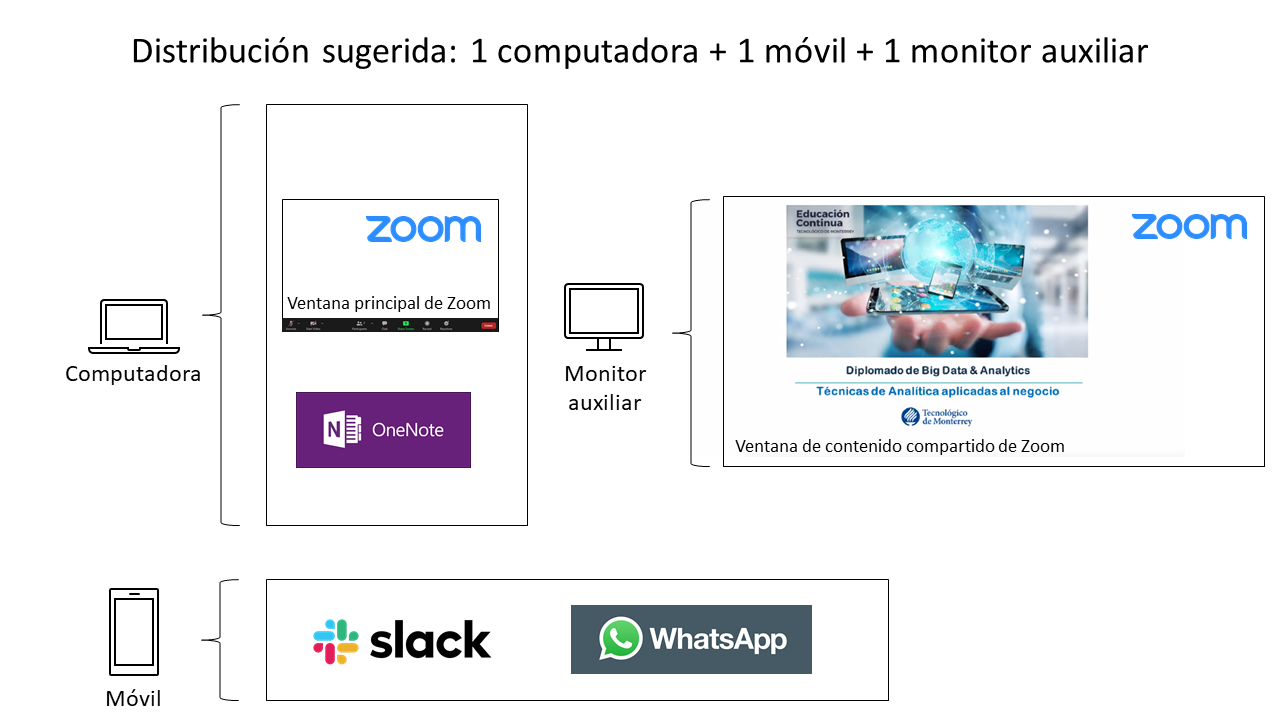 Distribución sugerida: 1 computadora + 1 móvil + 1 monitor auxiliar
zoom
Ventana principal de Zoom
Computadora
N OneNote
Monitor
auxiliar
Educación
Continua
TECNOLÓGICO DE MONTERREY
zoom
Diplomado de Big Data & Analytics
Técnicas de Analítica aplicadas al negocio
Tecnológico
de Monterrey
Ventana de contenido compartido de Zoom
Móvil
slack
WhatsApp